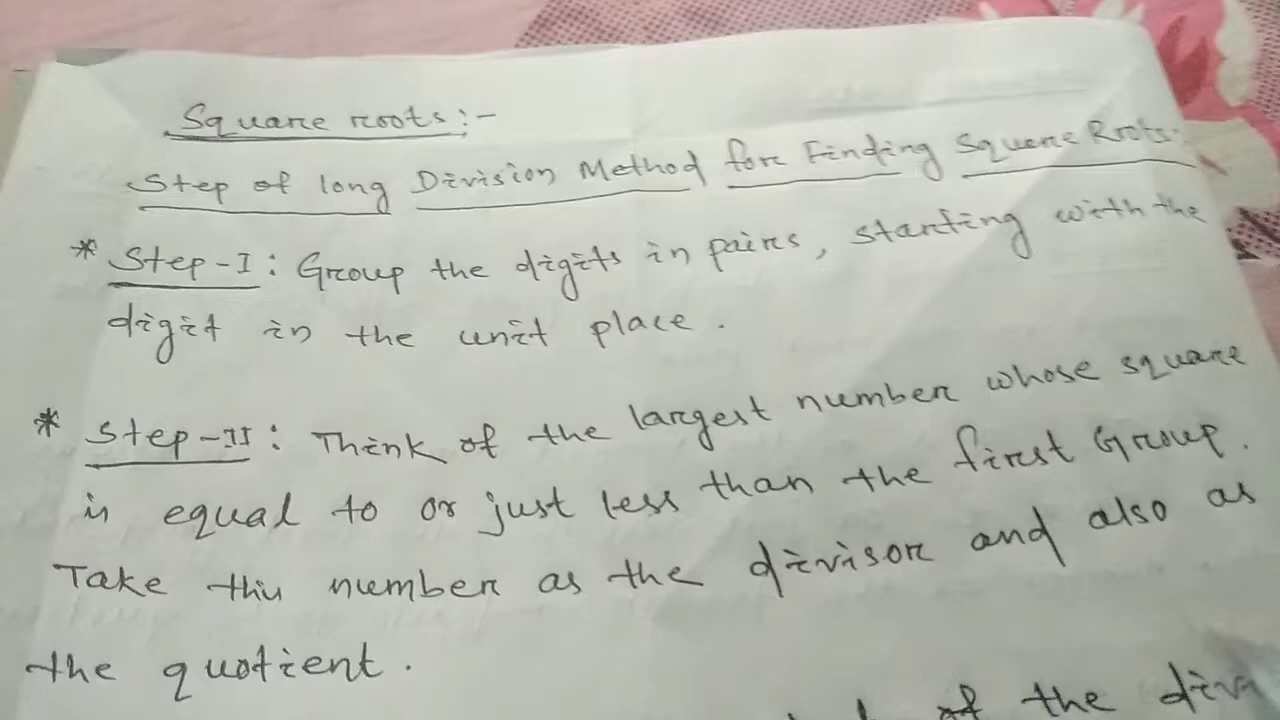 Square roots:-
Step of long Division Method for Finding Square Roots.
* Step-I: Group the digits in pairs, starting with the
digit in the unit place.
* Step-II: Think of the largest number whose square
is equal to or just less than the first Group.
Take this number as the divisor and also as
the quotient.
of the div